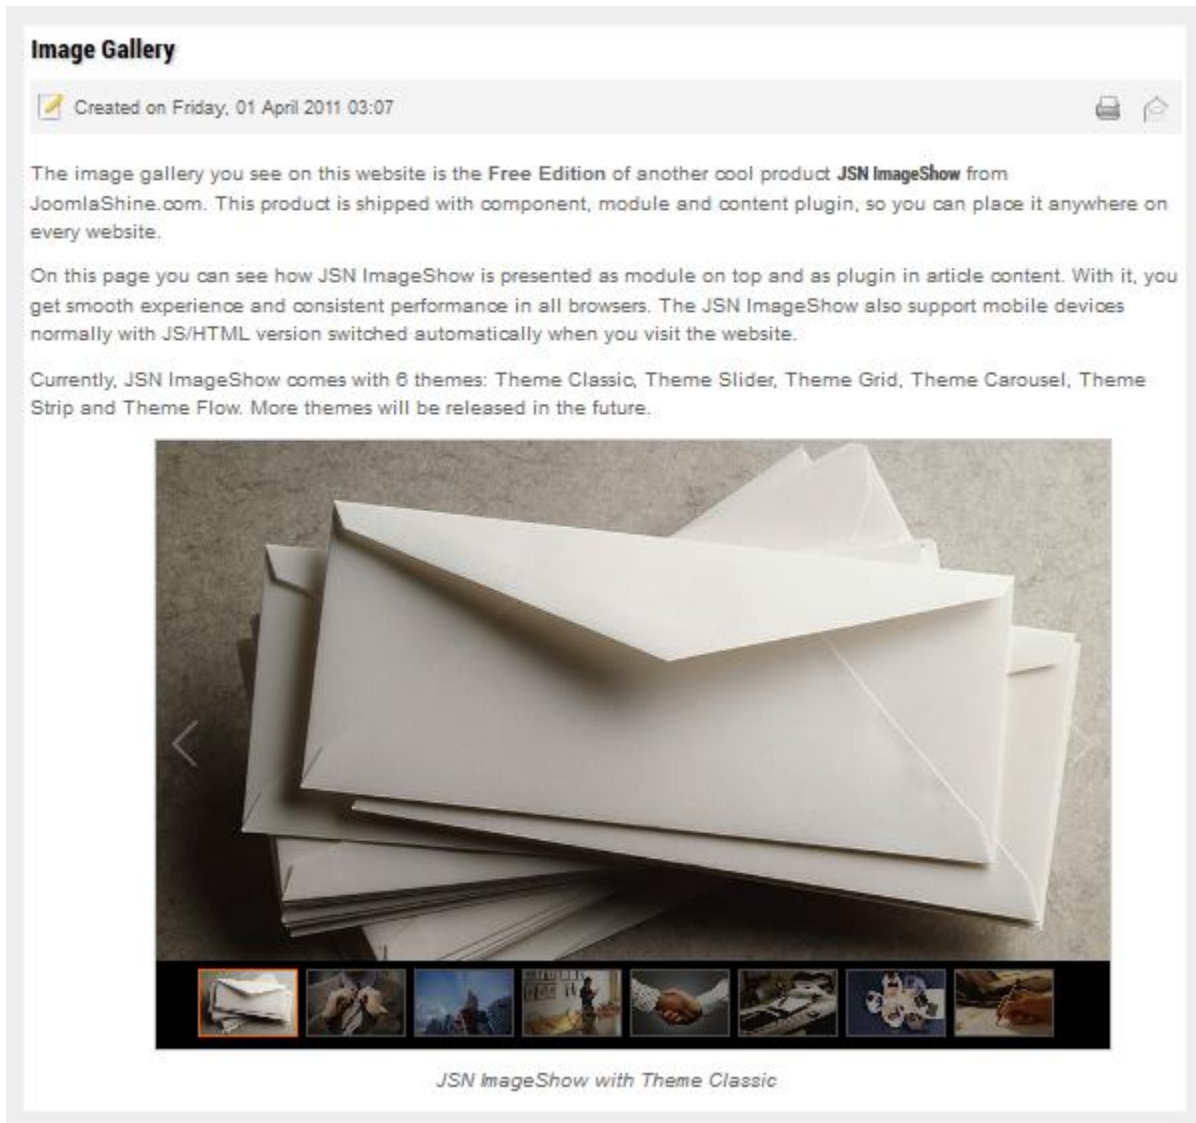 Image Gallery
Created on Friday, 01 April 2011 03:07
The image gallery you see on this website is the Free Edition of another cool product JSN ImageShow from
JoomlaShine.com. This product is shipped with component, module and content plugin, so you can place it anywhere on
every website.
On this page you can see how JSN ImageShow is presented as module on top and as plugin in article content. With it, you
get smooth experience and consistent performance in all browsers. The JSN ImageShow also support mobile devices
normally with JS/HTML version switched automatically when you visit the website.
Currently, JSN ImageShow comes with 6 themes: Theme Classic, Theme Slider, Theme Grid, Theme Carousel, Theme
Strip and Theme Flow. More themes will be released in the future.
JSN ImageShow with Theme Classic